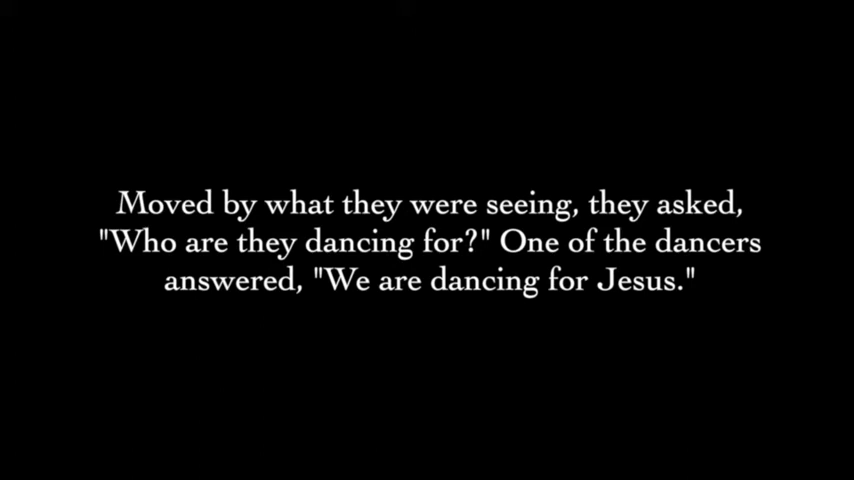 Moved by what they were seeing, they asked,
"Who are they dancing for?" One of the dancers
answered, "We are dancing for Jesus."